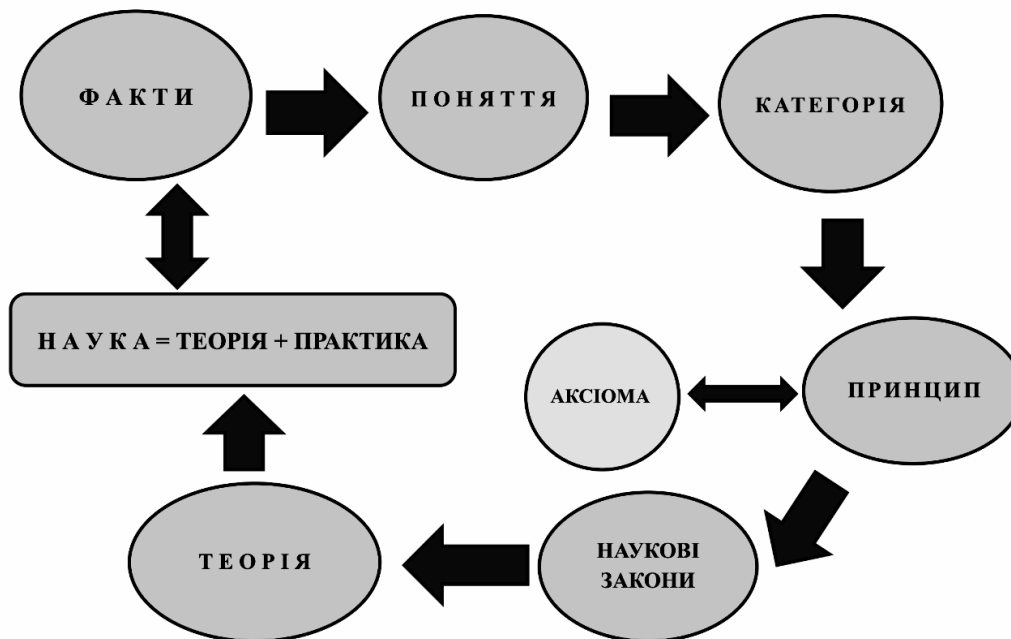 ФАКТИ
ПОНЯТТЯ
КАТЕГОРІЯ
НАУКА = ТЕОРІЯ + ПРАКТИКА
АКСІОМА
ПРИНЦИП
НАУКОВІ
ЗАКОНИ
ТЕОРІЯ